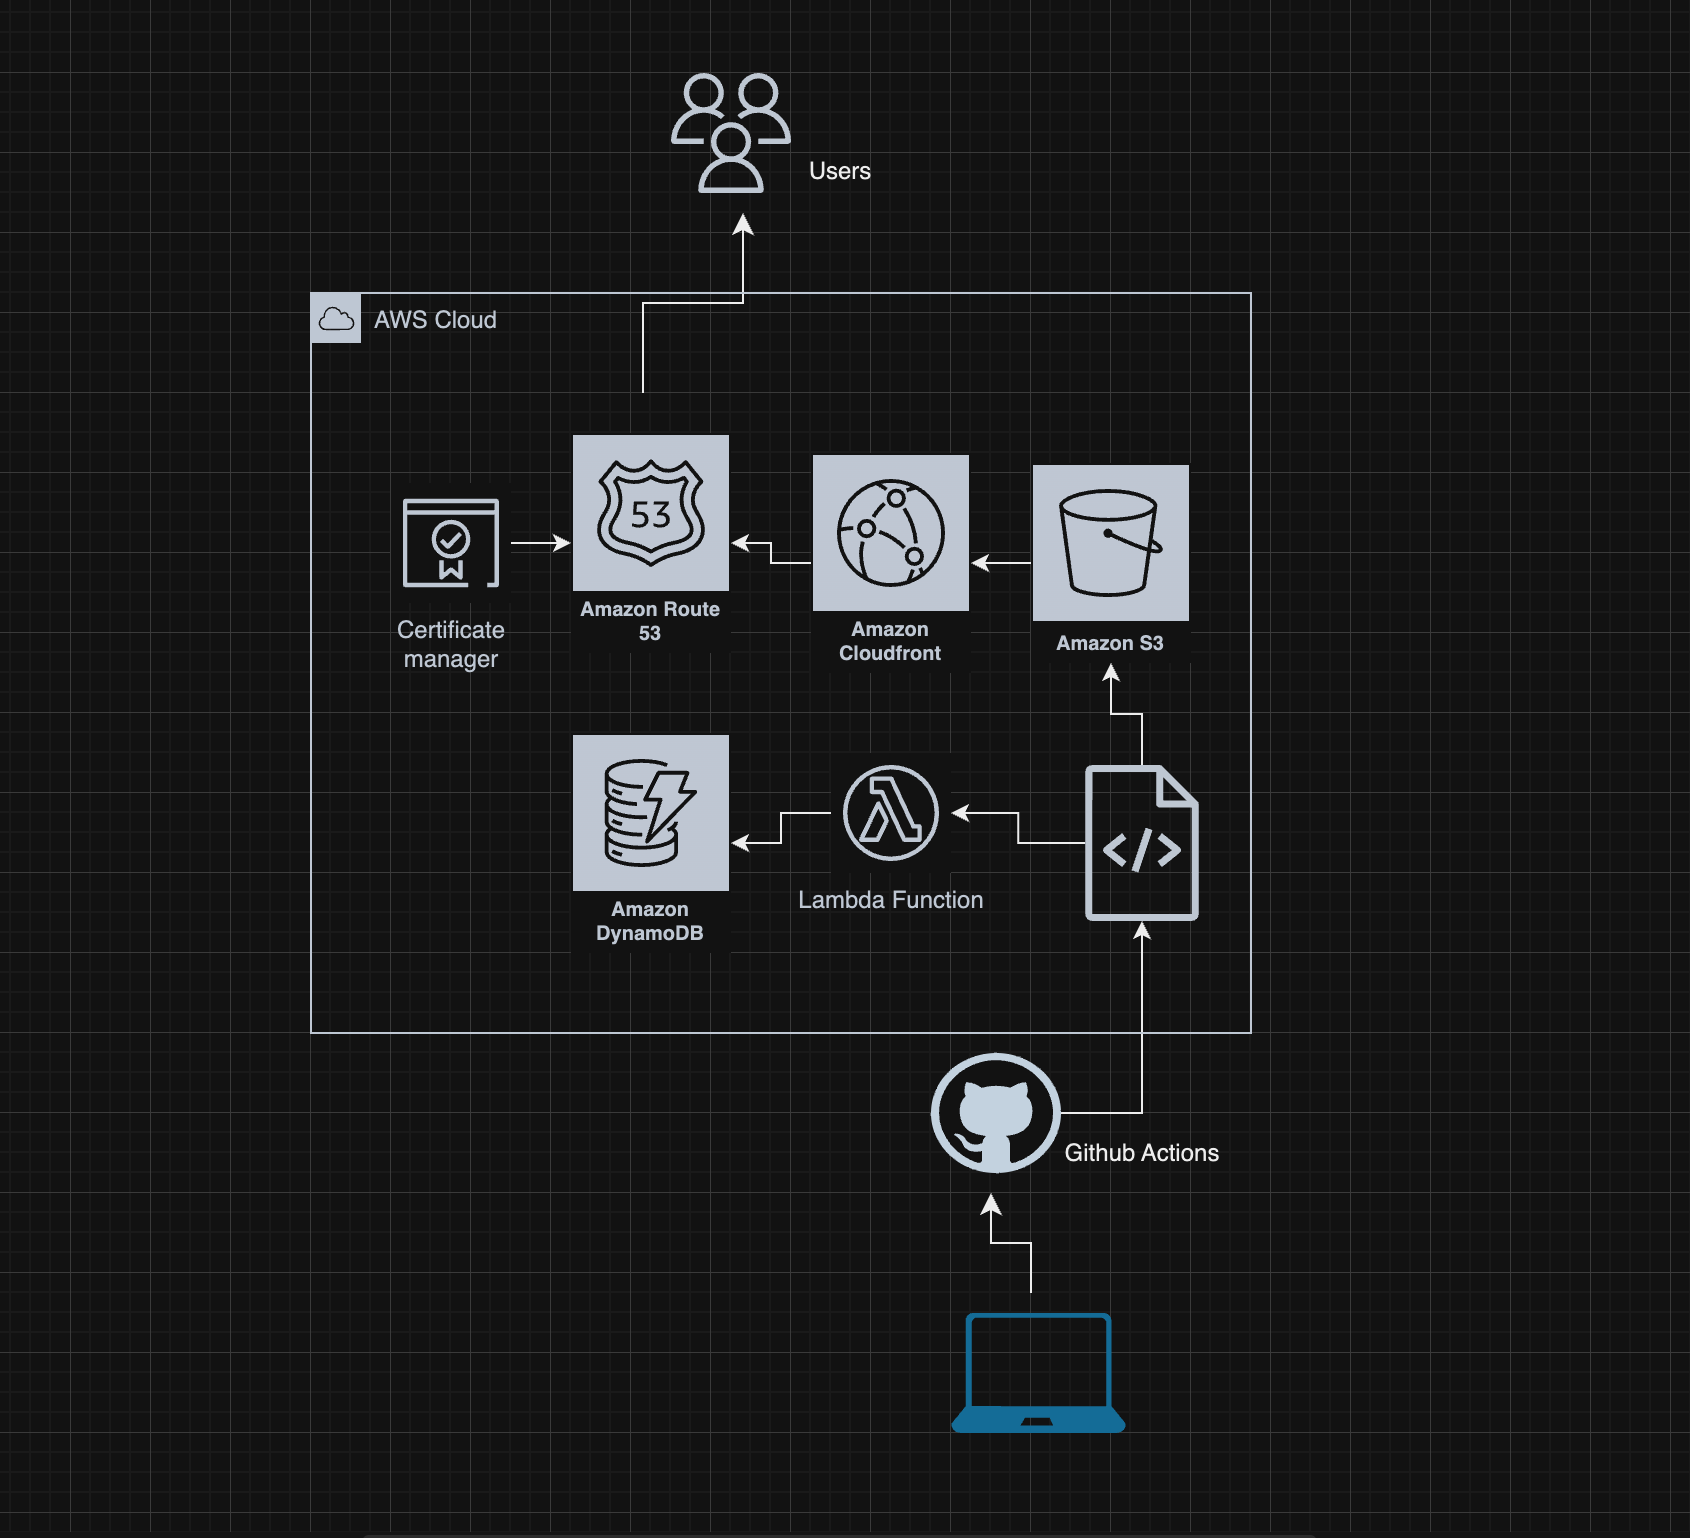 Users
AWS Cloud
53
Amazon Route
53
Certificate
manager
Amazon
Cloudfront
Amazon S3
</>
Amazon
DynamoDB
Lambda Function
Github Actions